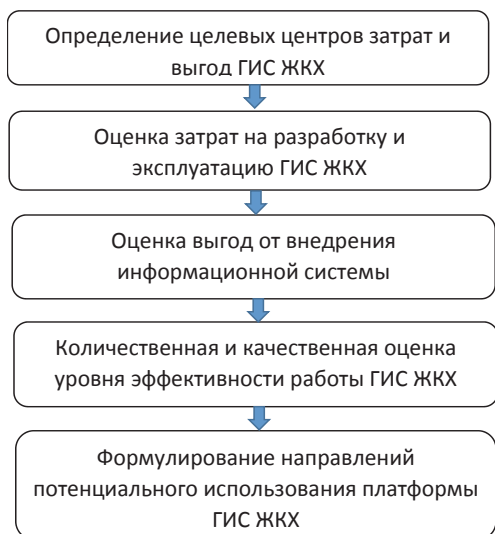 Определение целевых центров затрат и
выгод ГИС ЖКХ
Оценка затрат на разработку и
эксплуатацию ГИС ЖКХ
Оценка выгод от внедрения
информационной системы
Количественная и качественная оценка
уровня эффективности работы ГИС ЖКХ
Формулирование направлений
потенциального использования платформы
ГИС ЖКХ